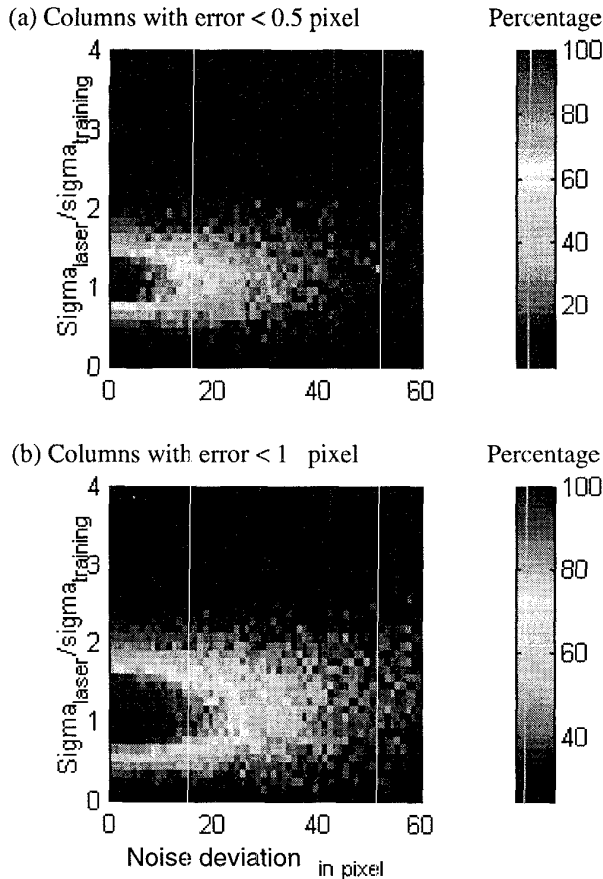 (a) Columns with error < 0.5 pixel
Percentage
4
3
2
1
0
Sigma_laser/sigma_training
0 20 40 60
100
80
60
40
20
(b) Columns with error < 1 pixel
Percentage
4
3
2
1
0
Sigma_laser/sigma_training
0 20 40 60
Noise deviation in pixel
100
80
60
40